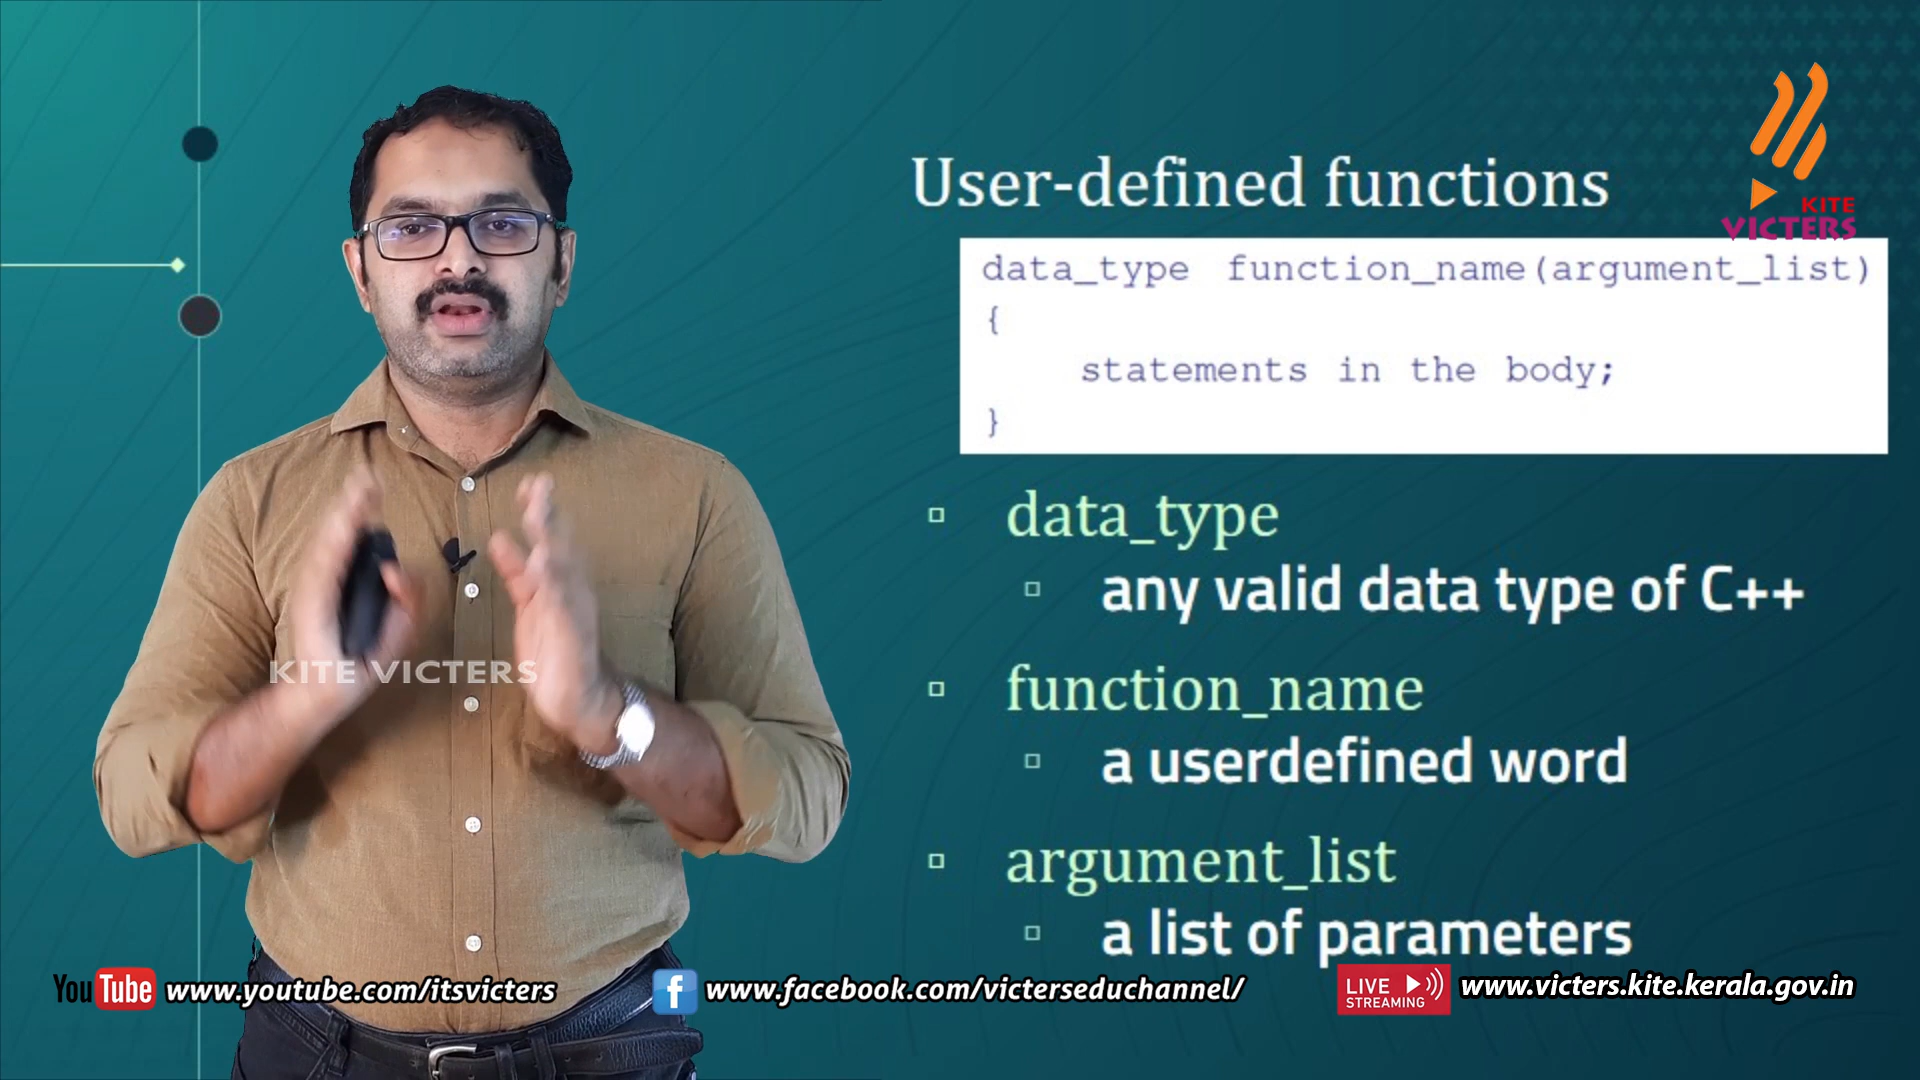 User-defined functions
KITE
VICTERS
data_type function_name(argument_list)
{
statements in the body;
}
data_type
any valid data type of C++
function_name
a userdefined word
KITE VICTERS
argument_list
a list of parameters
YouTube www.youtube.com/itsvicters
f www.facebook.com/victerseduchannel/
LIVE STREAMING www.victers.kite.kerala.gov.in